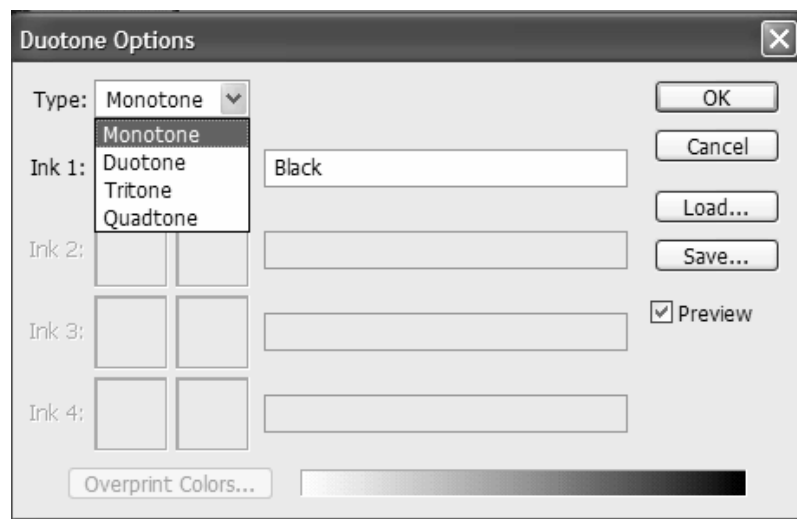 Duotone Options
Type: Monotone
OK
Monotone
Duotone
Tritone
Quadtone
Cancel
Ink 1: Black
Load...
Ink 2:
Save...
Ink 3:
Preview
Ink 4:
Overprint Colors...